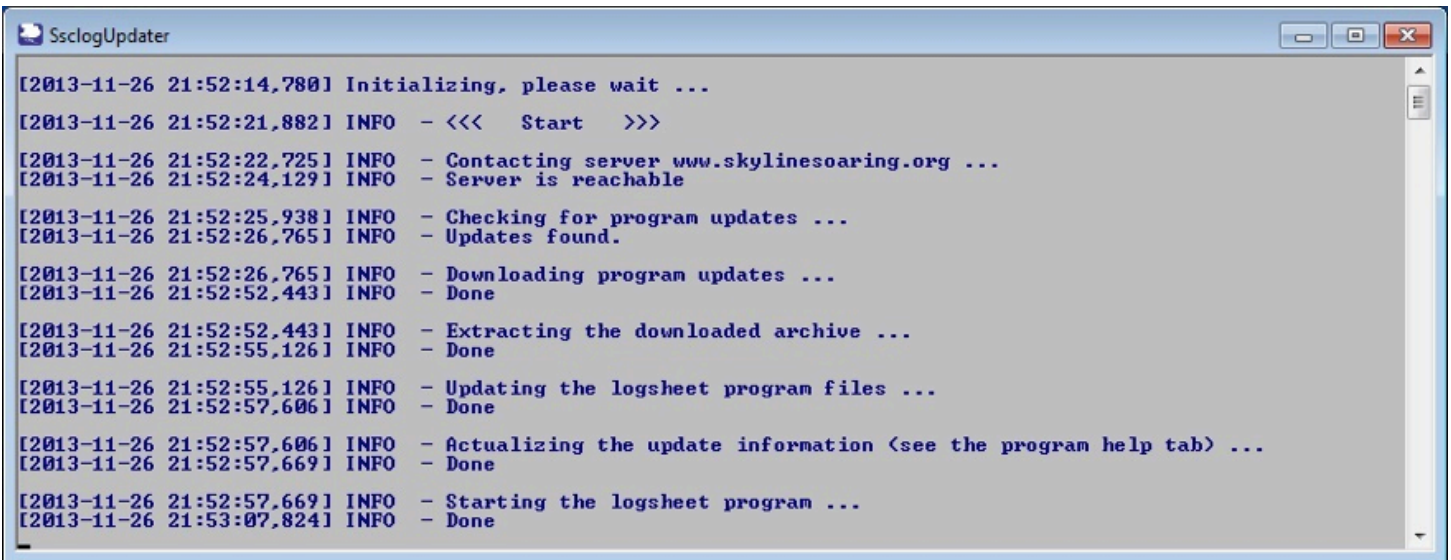 SsclogUpdater
[2013-11-26 21:52:14,780] Initializing, please wait ...
[2013-11-26 21:52:21,882] INFO - <<< Start >>>
[2013-11-26 21:52:22,725] INFO - Contacting server www.skylinesoaring.org ...
[2013-11-26 21:52:24,129] INFO - Server is reachable
[2013-11-26 21:52:25,938] INFO - Checking for program updates ...
[2013-11-26 21:52:26,765] INFO - Updates found.
[2013-11-26 21:52:26,765] INFO - Downloading program updates ...
[2013-11-26 21:52:52,443] INFO - Done
[2013-11-26 21:52:52,443] INFO - Extracting the downloaded archive ...
[2013-11-26 21:52:55,126] INFO - Done
[2013-11-26 21:52:55,126] INFO - Updating the logsheet program files ...
[2013-11-26 21:52:57,606] INFO - Done
[2013-11-26 21:52:57,606] INFO - Actualizing the update information (see the program help tab) ...
[2013-11-26 21:52:57,669] INFO - Done
[2013-11-26 21:52:57,669] INFO - Starting the logsheet program ...
[2013-11-26 21:53:07,824] INFO - Done